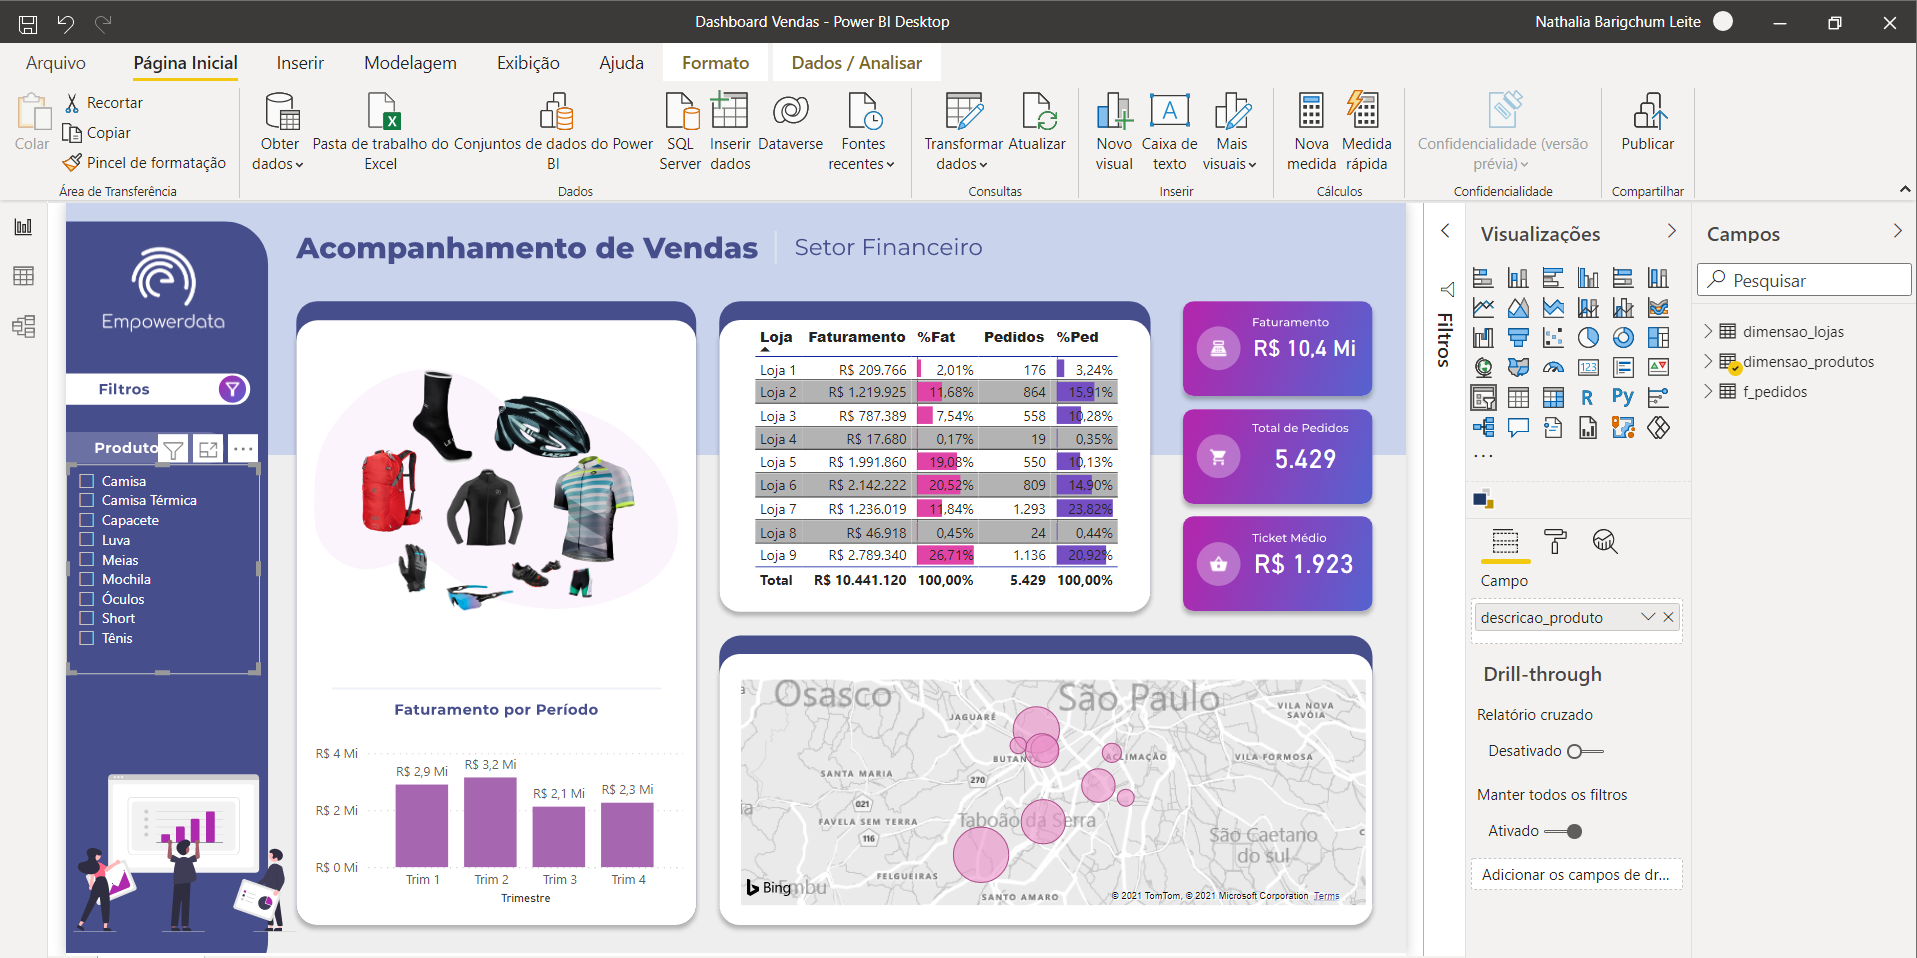 Dashboard Vendas - Power BI Desktop
Nathalia Barigchum Leite
Arquivo
Página Inicial
Inserir
Modelagem
Exibição
Ajuda
Formato
Dados / Analisar
Colar
Recortar
Copiar
Pincel de formatação
Área de Transferência
Obter dados
Pasta de trabalho do Excel
Conjuntos de dados do Power BI
SQL Server
Inserir dados
Dataverse
Fontes recentes
Dados
Transformar dados
Atualizar
Consultas
Novo visual
Caixa de texto
Mais visuais
Inserir
Nova medida
Medida rápida
Cálculos
Confidencialidade (versão prévia)
Confidencialidade
Publicar
Compartilhar
Empowerdata
Filtros
Produto
Camisa
Camisa Térmica
Capacete
Luva
Meias
Mochila
Óculos
Short
Tênis
Acompanhamento de Vendas
Setor Financeiro
LAZER
Faturamento por Período
R$ 4 Mi
R$ 2 Mi
R$ 0 Mi
R$ 2,9 Mi
R$ 3,2 Mi
R$ 2,1 Mi
R$ 2,3 Mi
Trim 1 Trim 2 Trim 3 Trim 4
Trimestre
Loja Faturamento %Fat Pedidos %Ped
Loja 1 R$ 209.766 2,01% 176 3,24%
Loja 2 R$ 1.219.925 11,68% 864 15,91%
Loja 3 R$ 787.389 7,54% 558 10,28%
Loja 4 R$ 17.680 0,17% 19 0,35%
Loja 5 R$ 1.991.860 19,08% 550 10,13%
Loja 6 R$ 2.142.222 20,52% 809 14,90%
Loja 7 R$ 1.236.019 11,84% 1.293 23,82%
Loja 8 R$ 46.918 0,45% 24 0,44%
Loja 9 R$ 2.789.340 26,71% 1.136 20,92%
Total R$ 10.441.120 100,00% 5.429 100,00%
Faturamento
R$ 10,4 Mi
Total de Pedidos
5.429
Ticket Médio
R$ 1.923
Osasco
São Paulo
JAGUARÉ
VILA NOVA SAVÓIA
BUTANT
ACLIMAÇÃO
VILA FORMOSA
SANTA MARIA
270
021
FAVELA SEM TERRA
116
Taboão da Serra
São Caetano do sul
FELGUEIRAS
SANTO AMARO
Bing
Embu
© 2021 TomTom, © 2021 Microsoft Corporation Terms
Filtros
Visualizações
123
R
Py
Campo
descricao_produto
Drill-through
Relatório cruzado
Desativado
Manter todos os filtros
Ativado
Adicionar os campos de dr...
Campos
Pesquisar
dimensao_lojas
dimensao_produtos
f_pedidos